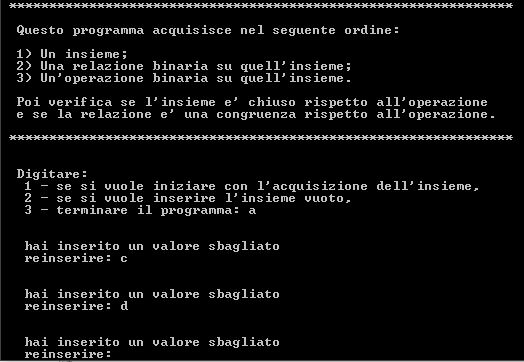 ***************************************************************
Questo programma acquisisce nel seguente ordine:
1) Un insieme;
2) Una relazione binaria su quell'insieme;
3) Un'operazione binaria su quell'insieme.
Poi verifica se l'insieme e' chiuso rispetto all'operazione
e se la relazione e' una congruenza rispetto all'operazione.
***************************************************************
Digitare:
1 - se si vuole iniziare con l'acquisizione dell'insieme,
2 - se si vuole inserire l'insieme vuoto,
3 - terminare il programma: a
hai inserito un valore sbagliato
reinserire: c
hai inserito un valore sbagliato
reinserire: d
hai inserito un valore sbagliato
reinserire: